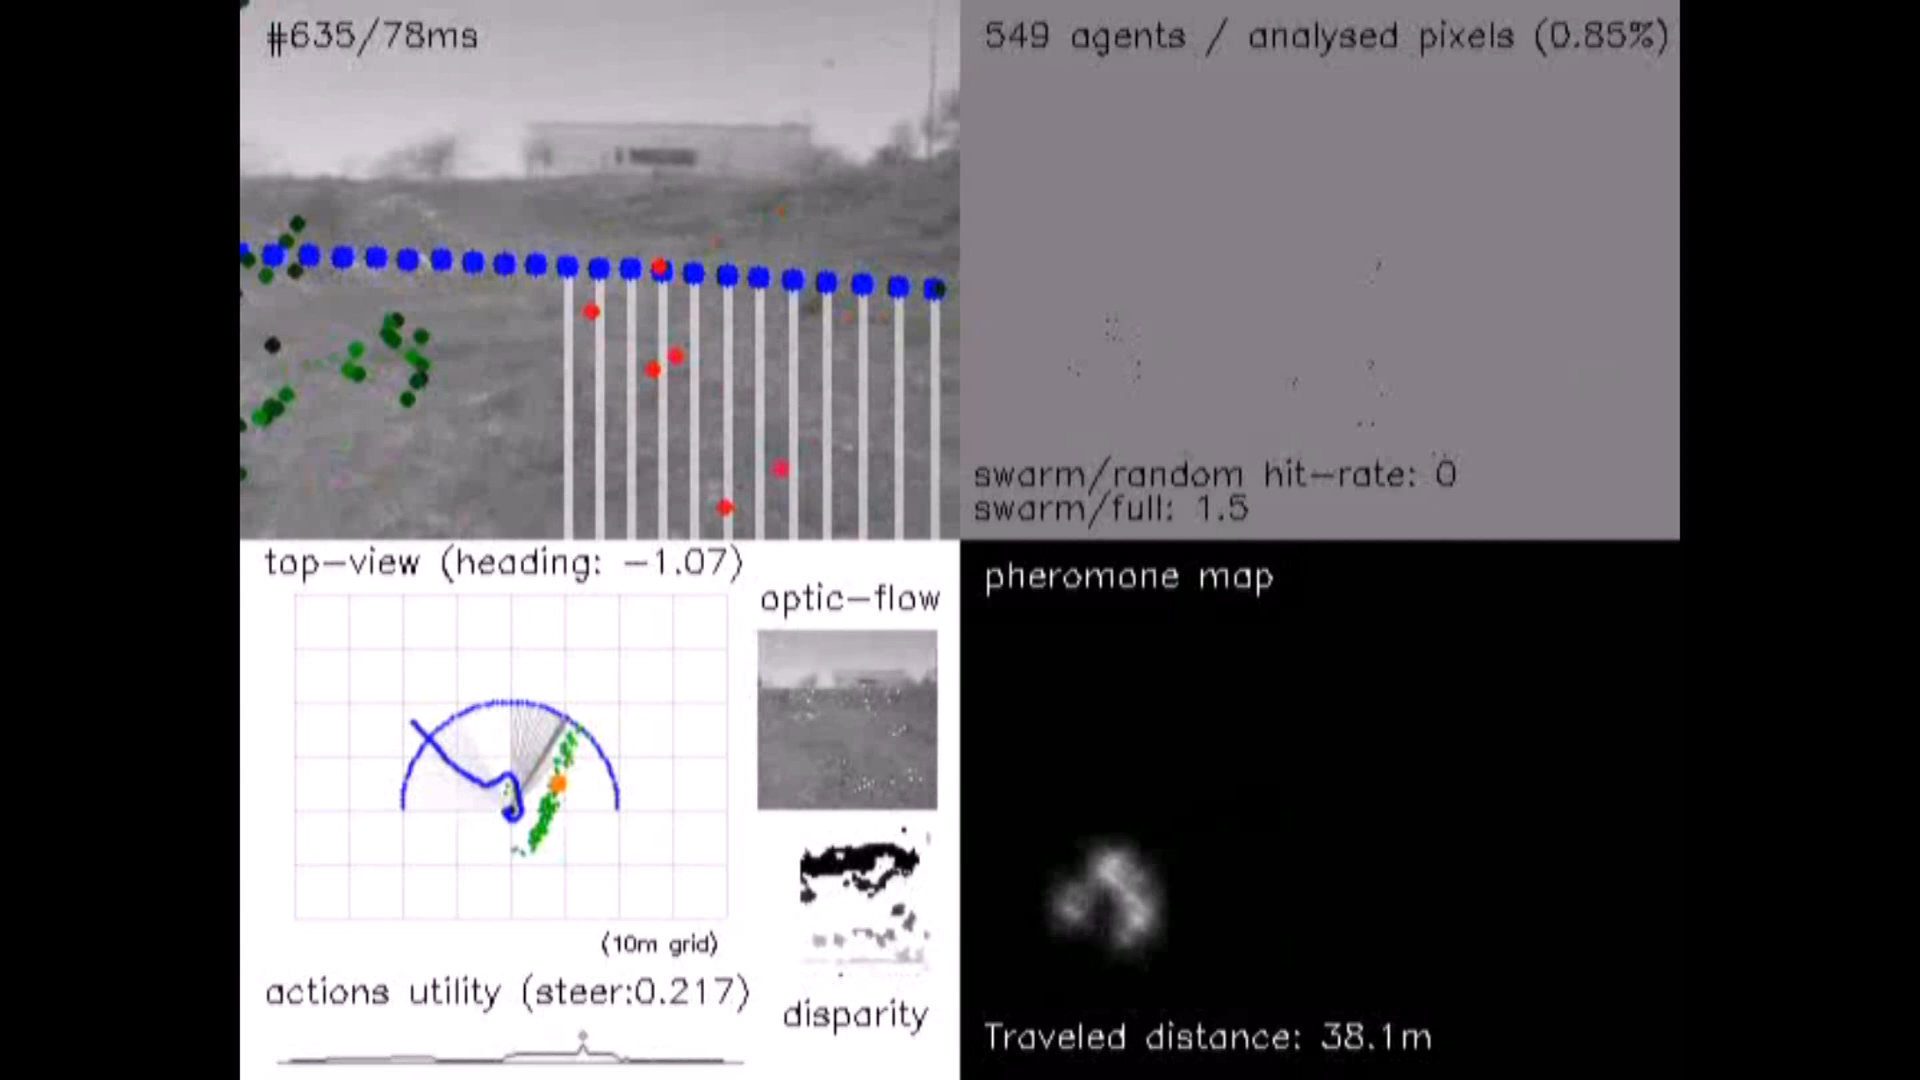 #635/78ms
549 agents / analysed pixels (0.85%)
swarm/random hit-rate: 0
swarm/full: 1.5
top-view (heading: -1.07)
optic-flow
(10m grid)
actions utility (steer:0.217)
disparity
pheromone map
Traveled distance: 38.1m